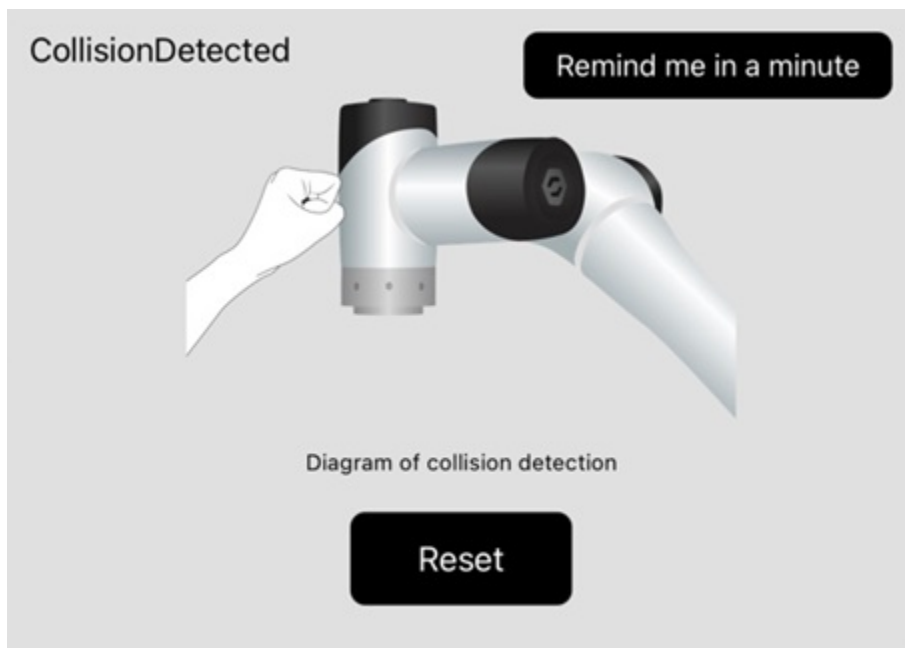 CollisionDetected
Remind me in a minute
Diagram of collision detection
Reset